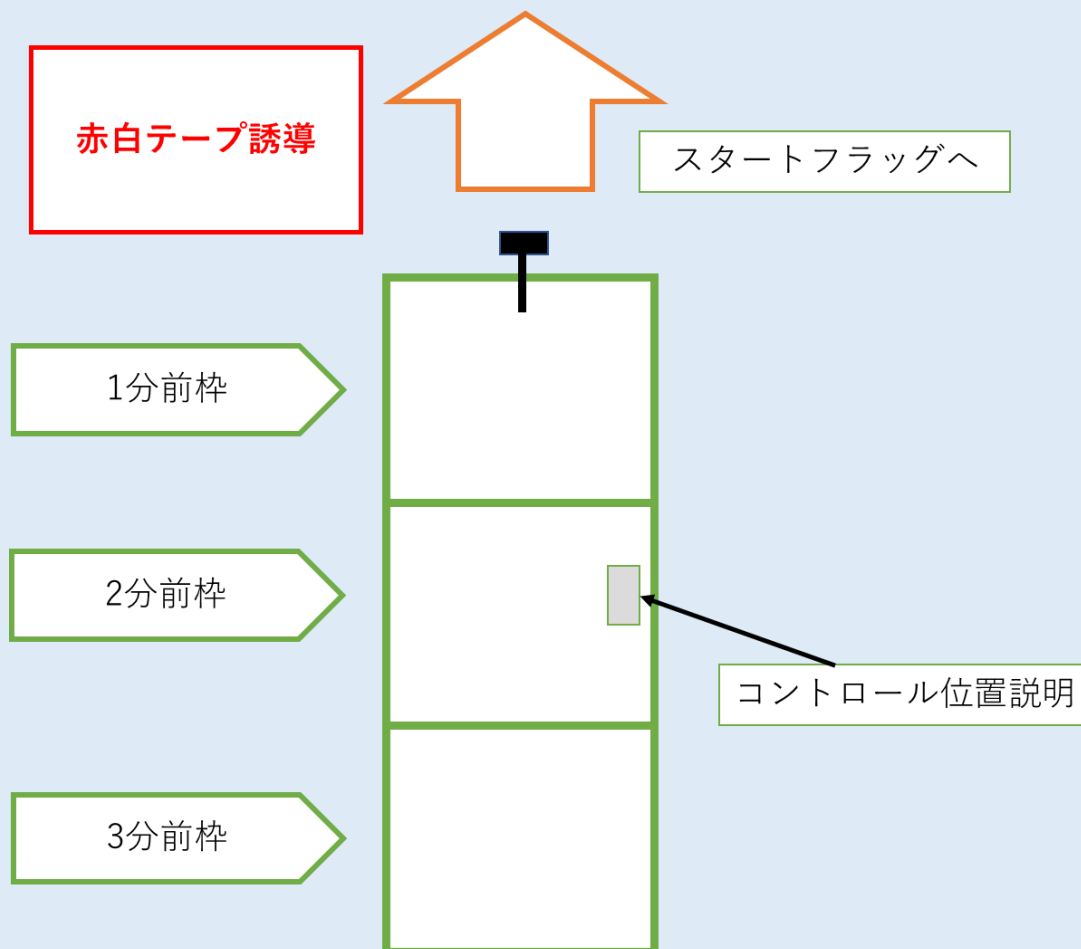 赤白テープ誘導
スタートフラッグへ
1分前枠
2分前枠
コントロール位置説明
3分前枠